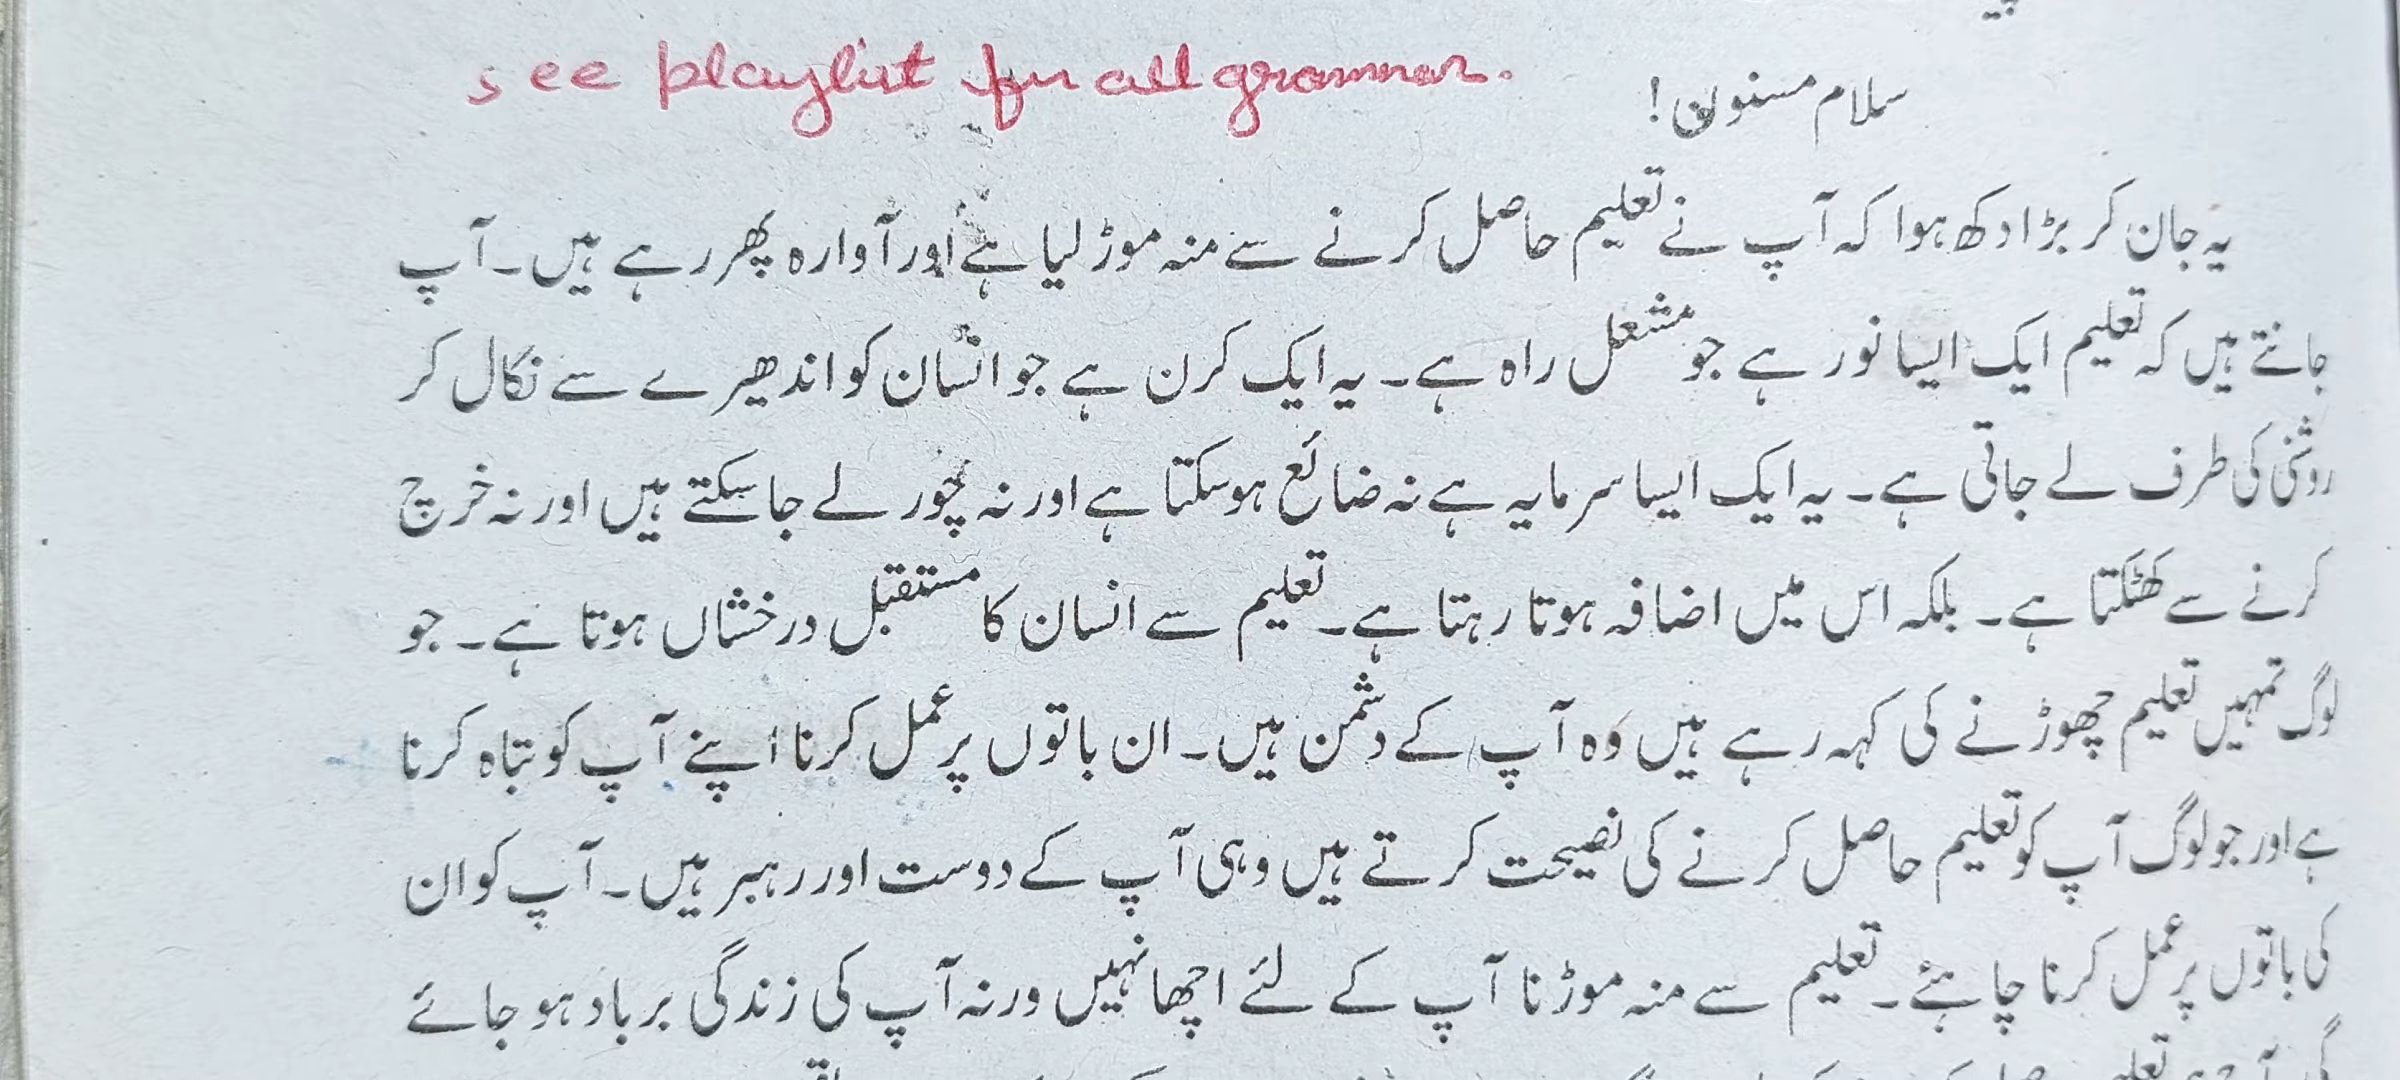 see playlist for all grammar.
سلام مسنون!
یہ جان کر بڑا دکھ ہوا کہ آپ نے تعلیم حاصل کرنے سے منہ موڑ لیا ہے اور آوارہ پھر رہے ہیں۔ آپ
جانتے ہیں کہ تعلیم ایک ایسا نور ہے جو مشعل راہ ہے۔ یہ ایک کرن ہے جو انسان کو اندھیرے سے نکال کر
روشنی کی طرف لے جاتی ہے۔ یہ ایک ایسا سرمایہ ہے نہ ضائع ہوسکتا ہے اور نہ چور لے جاسکتے ہیں اور نہ خرچ
کرنے سے گھٹتا ہے۔ بلکہ اس میں اضافہ ہوتا رہتا ہے۔ تعلیم سے انسان کا مستقبل درخشاں ہوتا ہے۔ جو
لوگ تمہیں تعلیم چھوڑنے کی کہہ رہے ہیں وہ آپ کے دشمن ہیں۔ ان باتوں پر عمل کرنا اپنے آپ کو تباہ کرنا
ہے اور جو لوگ آپ کو تعلیم حاصل کرنے کی نصیحت کرتے ہیں وہی آپ کے دوست اور رہبر ہیں۔ آپ کو ان
کی باتوں پر عمل کرنا چاہئے۔ تعلیم سے منہ موڑنا آپ کے لئے اچھا نہیں ورنہ آپ کی زندگی برباد ہو جائے